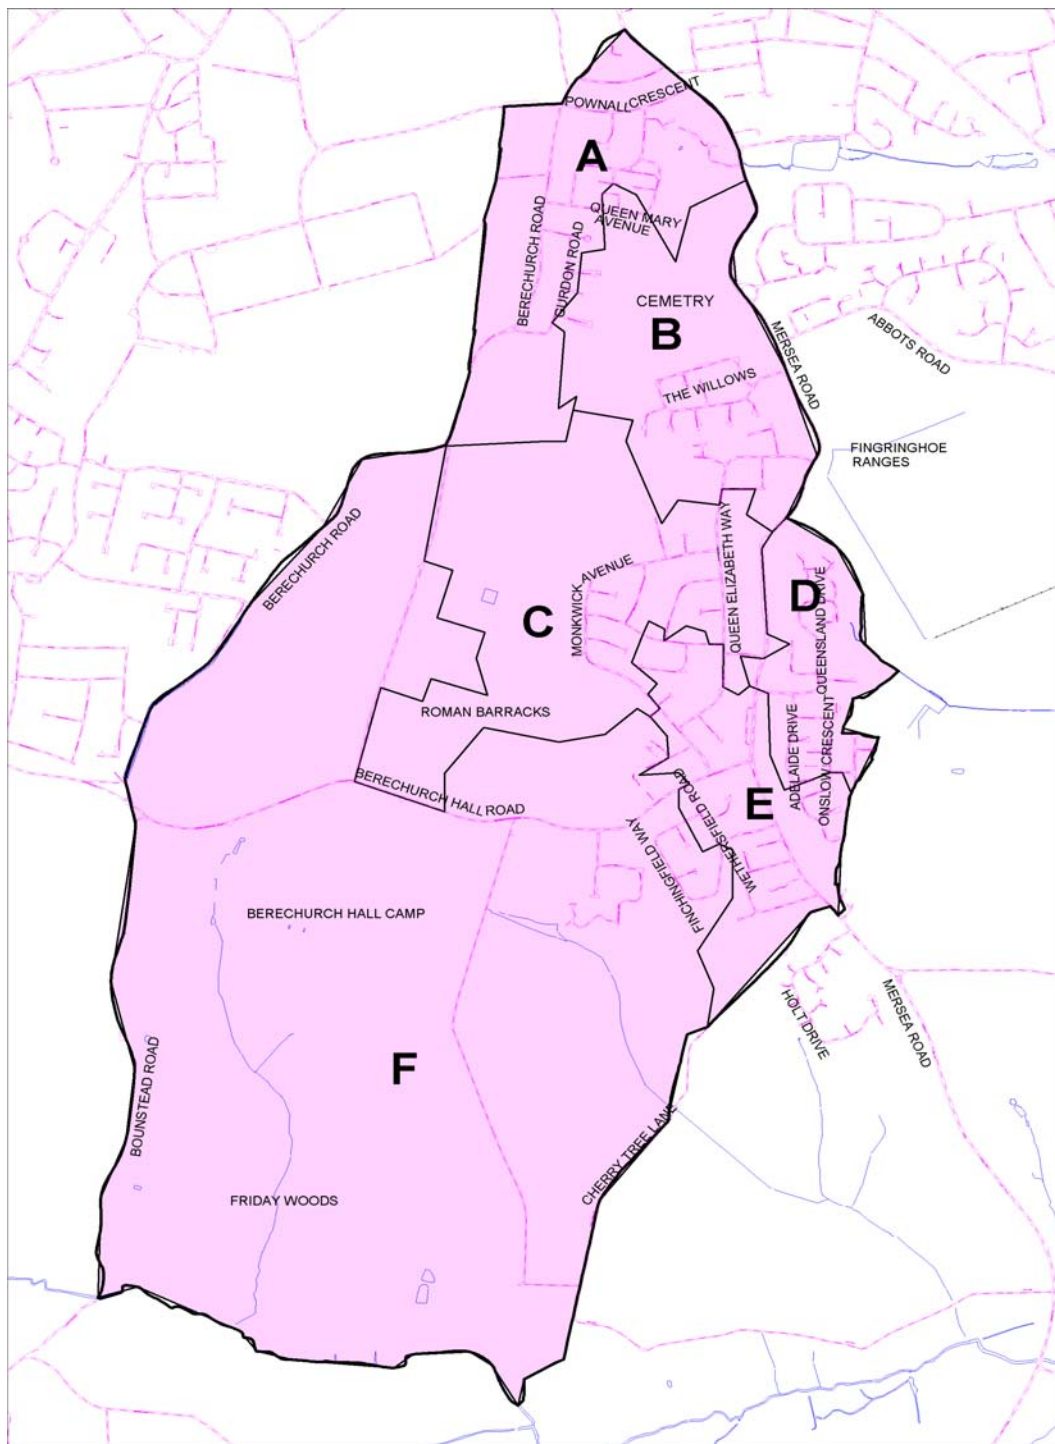 POWNALL CRESCENT
A
QUEEN MARY
AVENUE
BERECHURCH ROAD
GURDON ROAD
CEMETRY
B
MERSEA ROAD
ABBOTS ROAD
THE WILLOWS
FINGRINGHOE
RANGES
BERECHURCH ROAD
QUEEN ELIZABETH WAY
MONKWICK AVENUE
C
D
QUEENSLAND DRIVE
ROMAN BARRACKS
ADELAIDE DRIVE
ONSLOW CRESCENT
BERECHURCH HALL ROAD
E
WETHERSFIELD ROAD
FINCHINGFIELD WAY
BERECHURCH HALL CAMP
HOLT DRIVE
MERSEA ROAD
F
BOUNSTEAD ROAD
CHERRY TREE LANE
FRIDAY WOODS